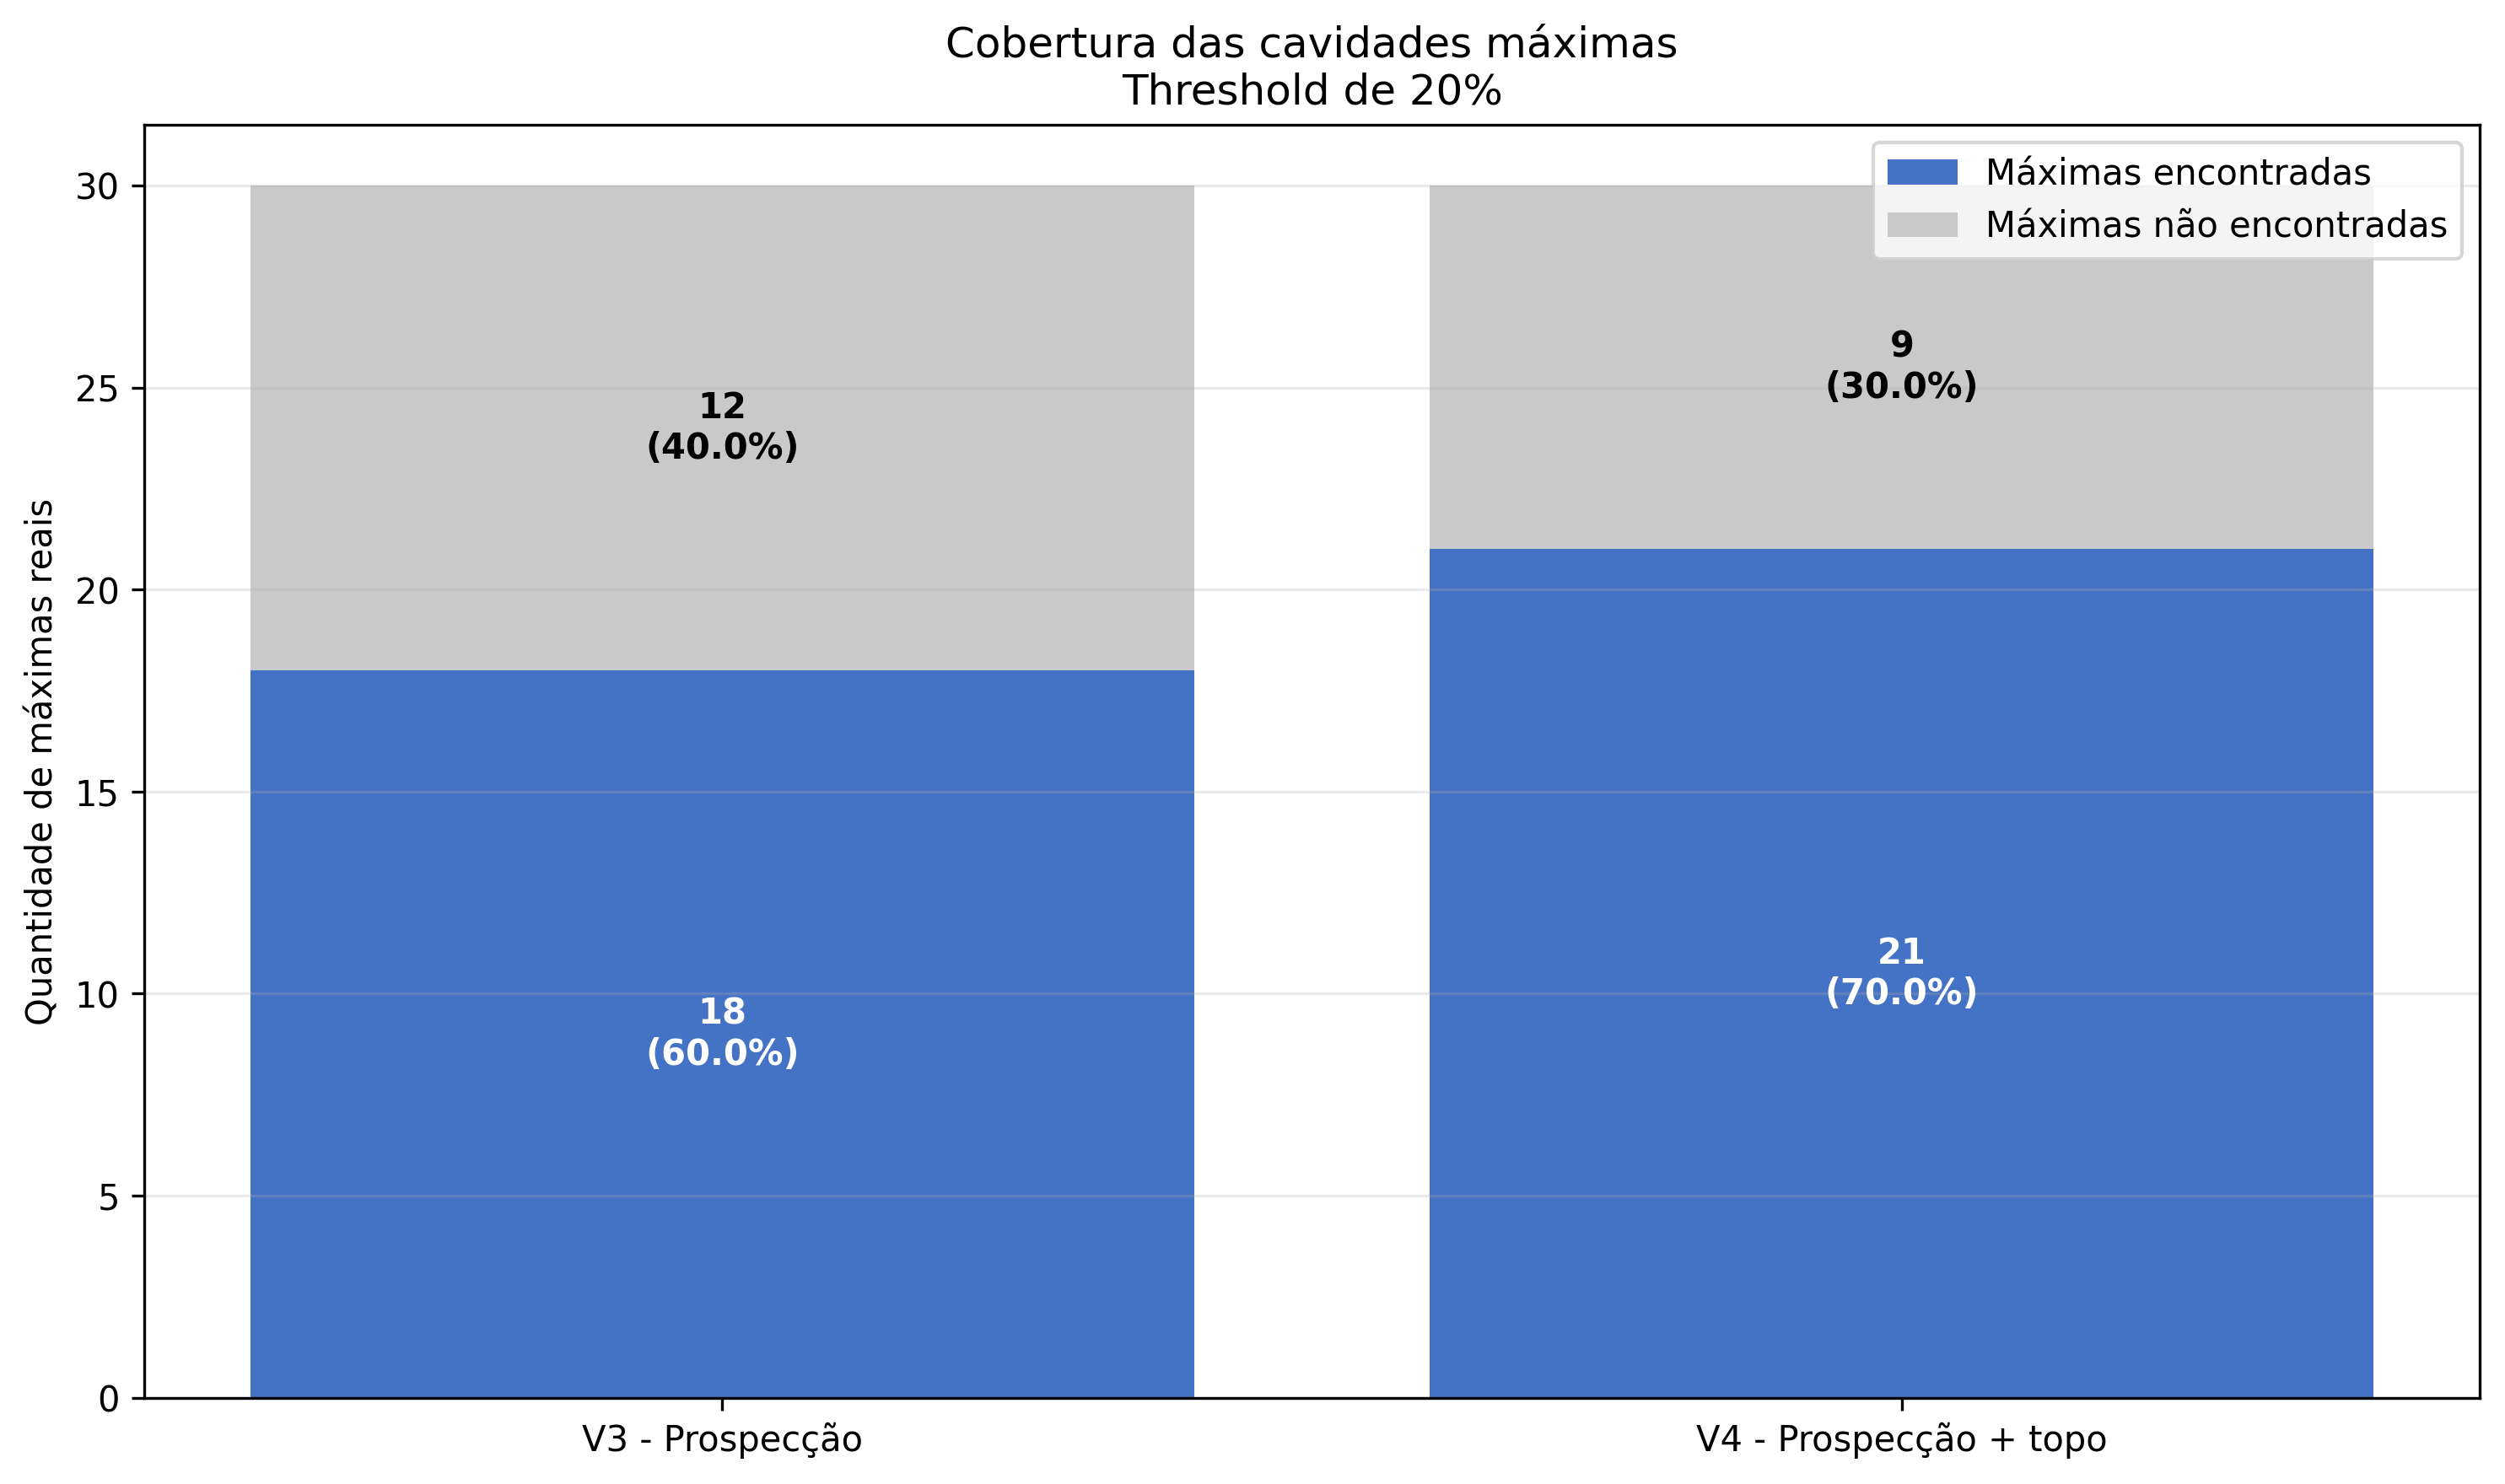 Cobertura das cavidades máximas
Threshold de 20%
Máximas encontradas
Máximas não encontradas
Quantidade de máximas reais
30
25
20
15
10
5
0
12
(40.0%)
18
(60.0%)
9
(30.0%)
21
(70.0%)
V3 - Prospecção
V4 - Prospecção + topo